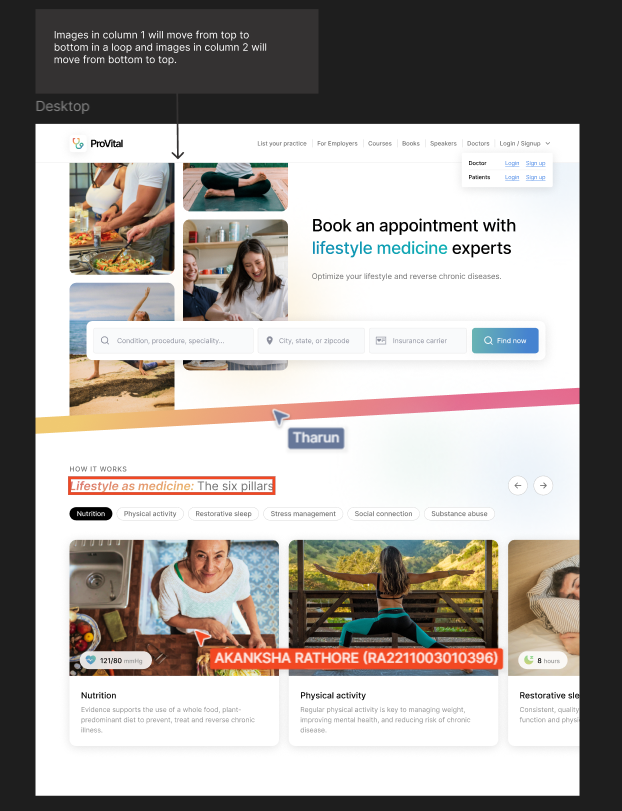 Images in column 1 will move from top to
bottom in a loop and images in column 2 will
move from bottom to top.
Desktop
ProVital
List your practice
For Employers
Courses
Books
Speakers
Doctors
Login / Signup
Doctor Login Sign up
Patients Login Sign up
Book an appointment with
lifestyle medicine experts
Optimize your lifestyle and reverse chronic diseases.
Condition, procedure, speciality...
City, state, or zipcode
Insurance carrier
Find now
Tharun
HOW IT WORKS
Lifestyle as medicine: The six pillars
Nutrition
Physical activity
Restorative sleep
Stress management
Social connection
Substance abuse
121/80 mmHg
AKANKSHA RATHORE (RA2211003010396)
8 hours
Nutrition
Evidence supports the use of a whole food, plant-
predominant diet to prevent, treat and reverse chronic
illness.
Physical activity
Regular physical activity is key to managing weight,
improving mental health, and reducing risk of chronic
disease.
Restorative sle
Consistent, quality
function and physi